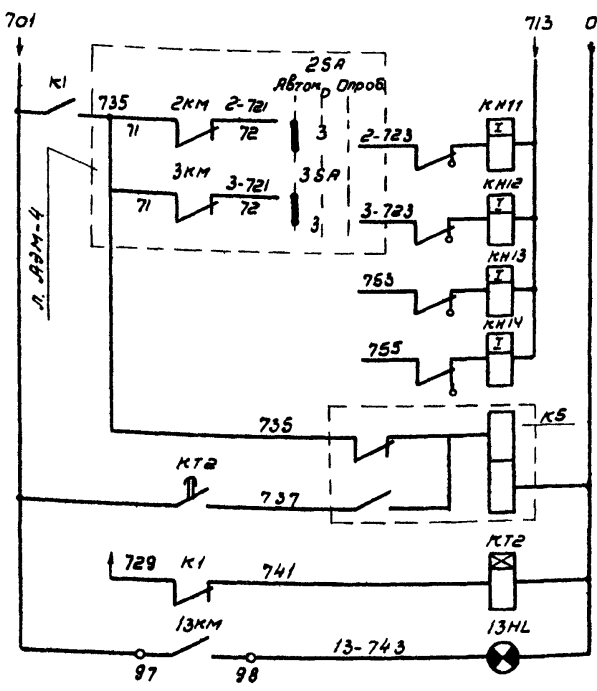 701
713
0
2SA
К1
Автом
р
Опроб
735
2КМ
2-721
КН11
71
72
3
2-723
I
3КМ
3-721
3SA
КН12
71
72
3
3-723
I
Л. АЭМ-4
КН13
753
I
КН14
755
I
735
К5
КТ2
737
КТ2
729
К1
741
13КМ
13-743
13HL
97
98